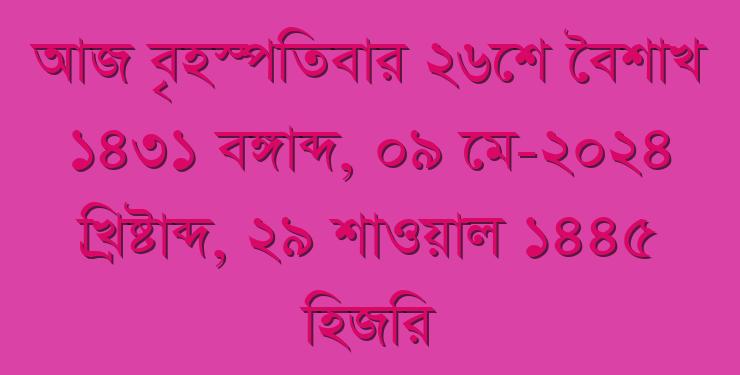 আজ বৃহস্পতিবার ২৬শে বৈশাখ
১৪৩১ বঙ্গাব্দ, ০৯ মে-২০২৪
খ্রিষ্টাব্দ, ২৯ শাওয়াল ১৪৪৫
হিজরি